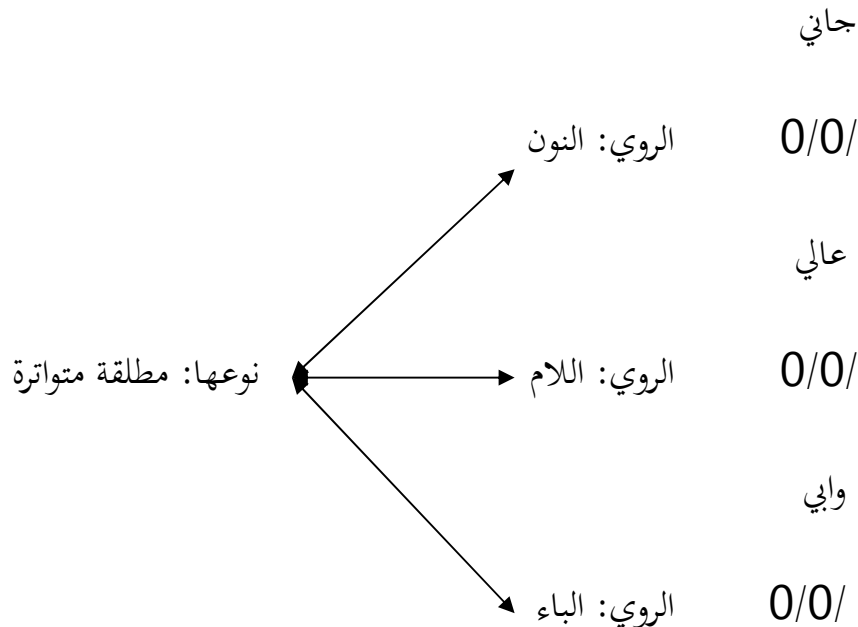 جاني
/0/0 الروي: النون
عالي
/0/0 الروي: اللام نوعها: مطلقة متواترة
وابي
/0/0 الروي: الباء